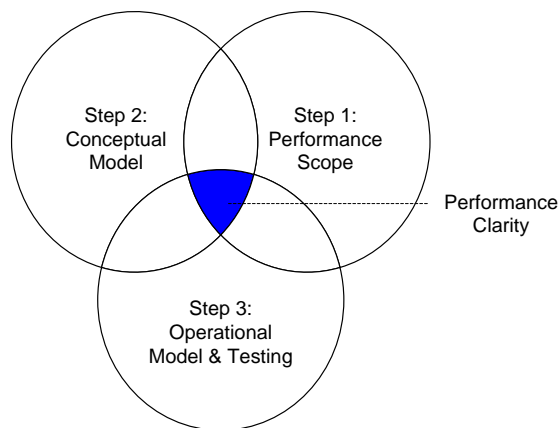 Step 2:
Conceptual
Model
Step 1:
Performance
Scope
Performance
Clarity
Step 3:
Operational
Model & Testing